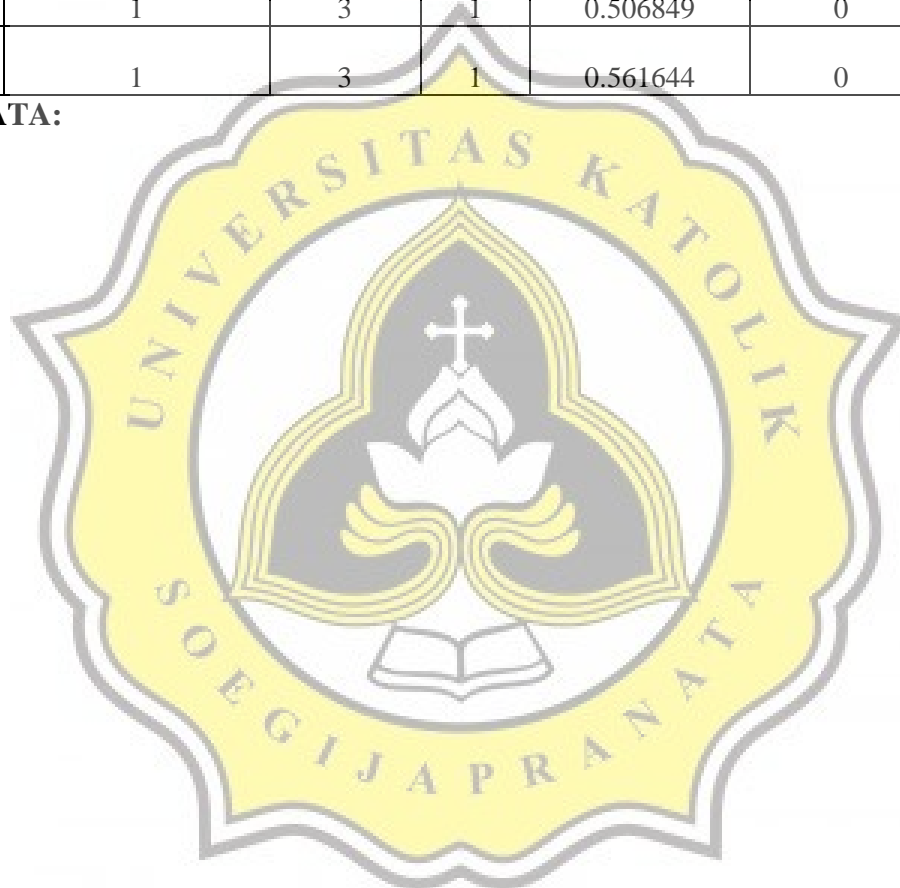 1 3 1 0.506849 0
1 3 1 0.561644 0
ATA:
UNIVERSITAS KATOLIK
SOEGIJAPRANATA